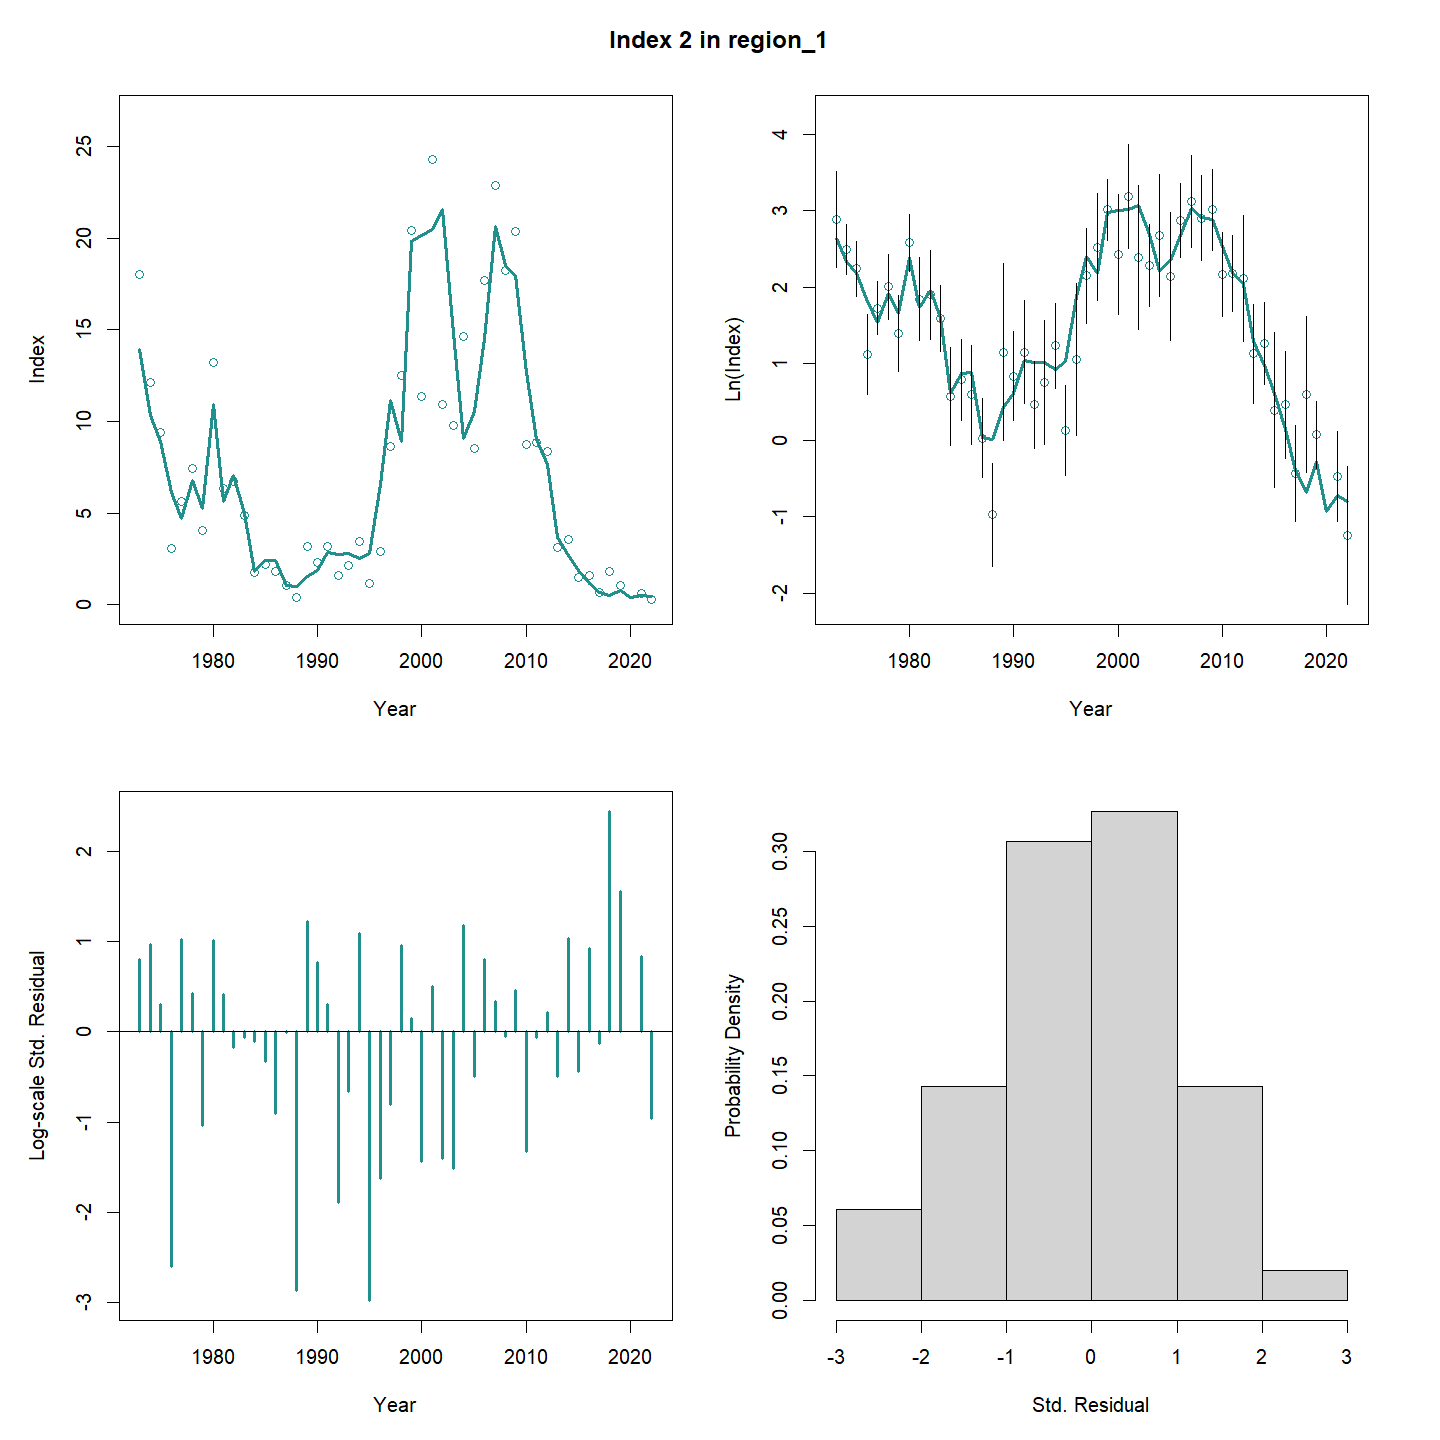 Index 2 in region_1
Index
25
20
15
10
5
0
1980 1990 2000 2010 2020
Year
Ln(Index)
4
3
2
1
0
-1
-2
1980 1990 2000 2010 2020
Year
Log-scale Std. Residual
2
1
0
-1
-2
-3
1980 1990 2000 2010 2020
Year
Probability Density
0.30
0.25
0.20
0.15
0.10
0.05
0.00
-3 -2 -1 0 1 2 3
Std. Residual